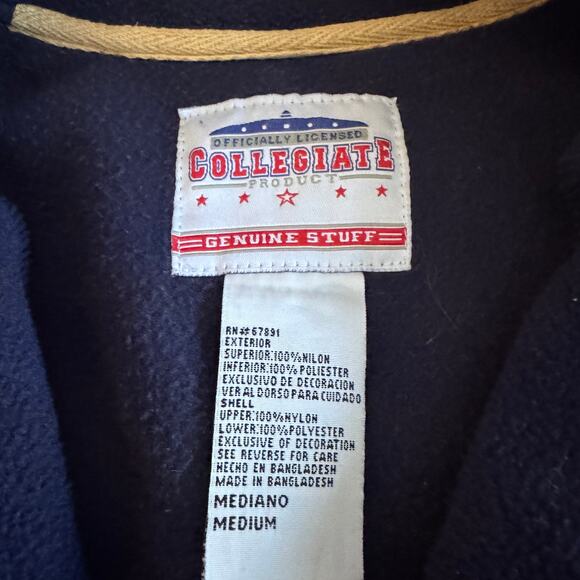 OFFICIALLY LICENSED
COLLEGIATE
PRODUCT
GENUINE STUFF
RN#67891
EXTERIOR
SUPERIOR:100%NILON
INFERIOR:100% POLIESTER
EXCLUSIVO DE DECORACION
VER AL DORSO PARA CUIDADO
SHELL
UPPER:100%NYLON
LOWER:100%POLYESTER
EXCLUSIVE OF DECORATION
SEE REVERSE FOR CARE
HECHO EN BANGLADESH
MADE IN BANGLADESH
MEDIANO
MEDIUM